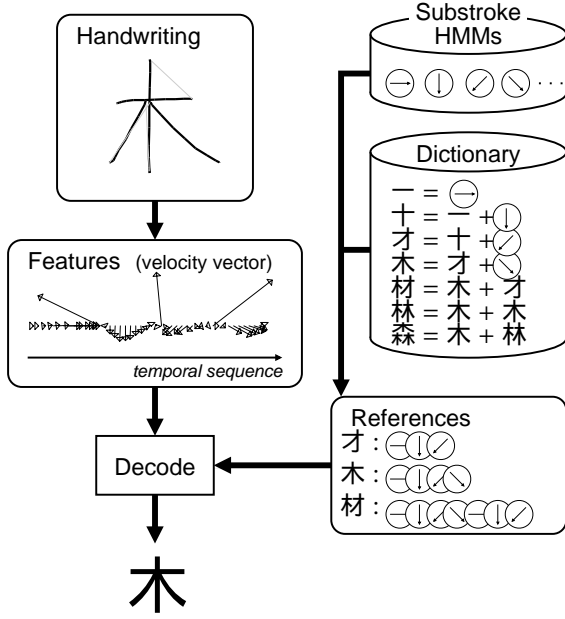 Handwriting
木
Features (velocity vector)
temporal sequence
Decode
木
Substroke
HMMs
→ ↓ ↙ ↘ ···
Dictionary
一 = →
十 = 一 + ↓
才 = 十 + ↙
木 = 才 + ↘
材 = 木 + 才
林 = 木 + 木
森 = 木 + 林
References
才 : → ↓ ↙
木 : → ↓ ↙ ↘
材 : → ↓ ↙ ↘ → ↓ ↙